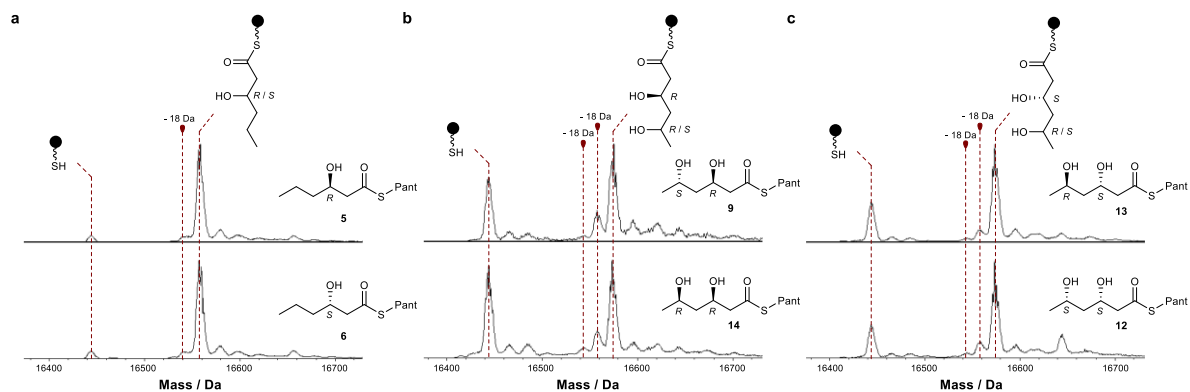 a
S
O
HO
R / S
- 18 Da
SH
OH
O
R
S
Pant
5
OH
O
S
S
Pant
6
16400
16500
16600
16700
Mass / Da
b
S
O
HO
R
HO
R / S
- 18 Da
- 18 Da
SH
OH
OH
O
S
R
S
Pant
9
OH
OH
O
R
R
S
Pant
14
16400
16500
16600
16700
Mass / Da
c
S
O
HO
S
HO
R/S
- 18 Da
- 18 Da
SH
OH
OH
O
R
S
S
Pant
13
OH
OH
O
S
S
S
Pant
12
16400
16500
16600
16700
Mass / Da